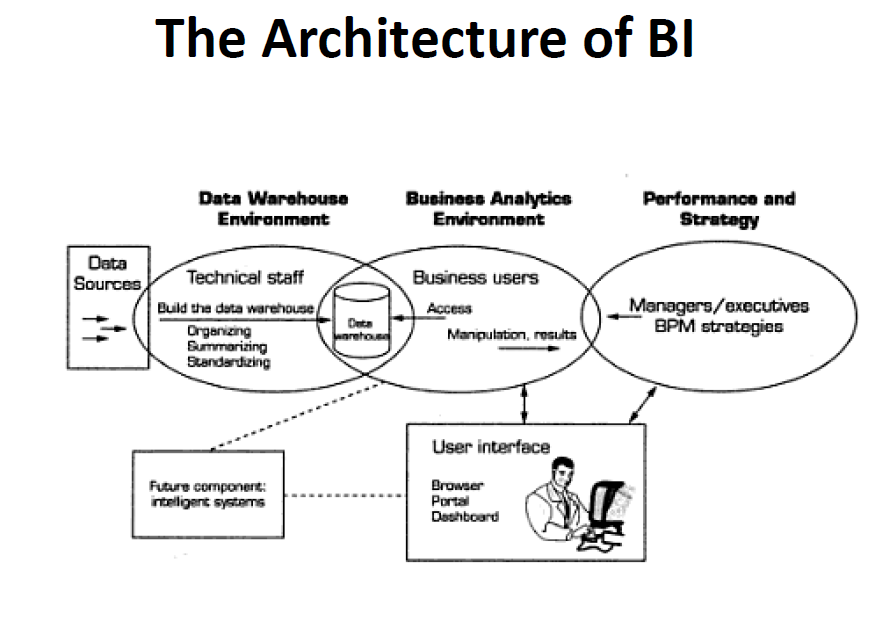 The Architecture of BI
Data Warehouse
Environment
Business Analytics
Environment
Performance and
Strategy
Data
Sources
Technical staff
Build the data warehouse
Organizing
Summarizing
Standardizing
Data
warehouse
Business users
Access
Manipulation, results
Managers/executives
BPM strategies
Future component:
intelligent systems
User interface
Browser
Portal
Dashboard